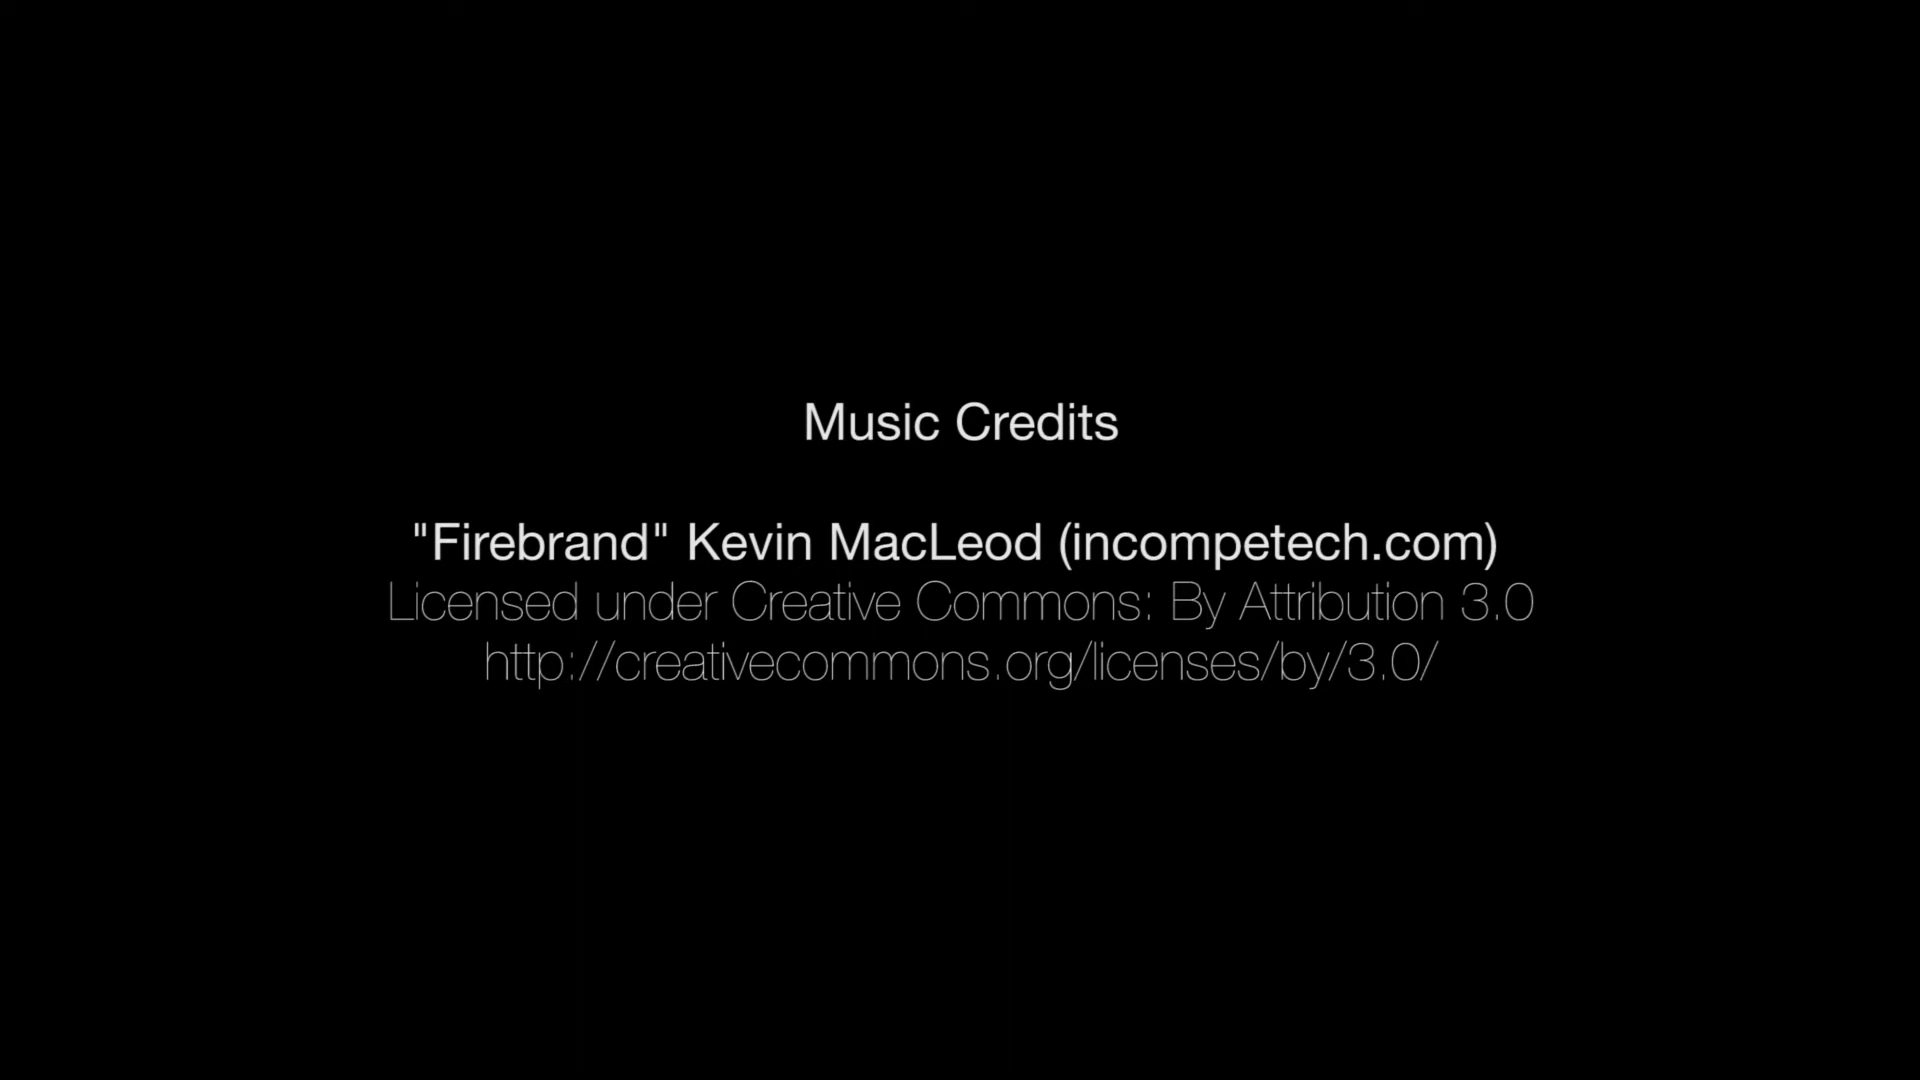 Music Credits
"Firebrand" Kevin MacLeod (incompetech.com)
Licensed under Creative Commons: By Attribution 3.0
http://creativecommons.org/licenses/by/3.0/